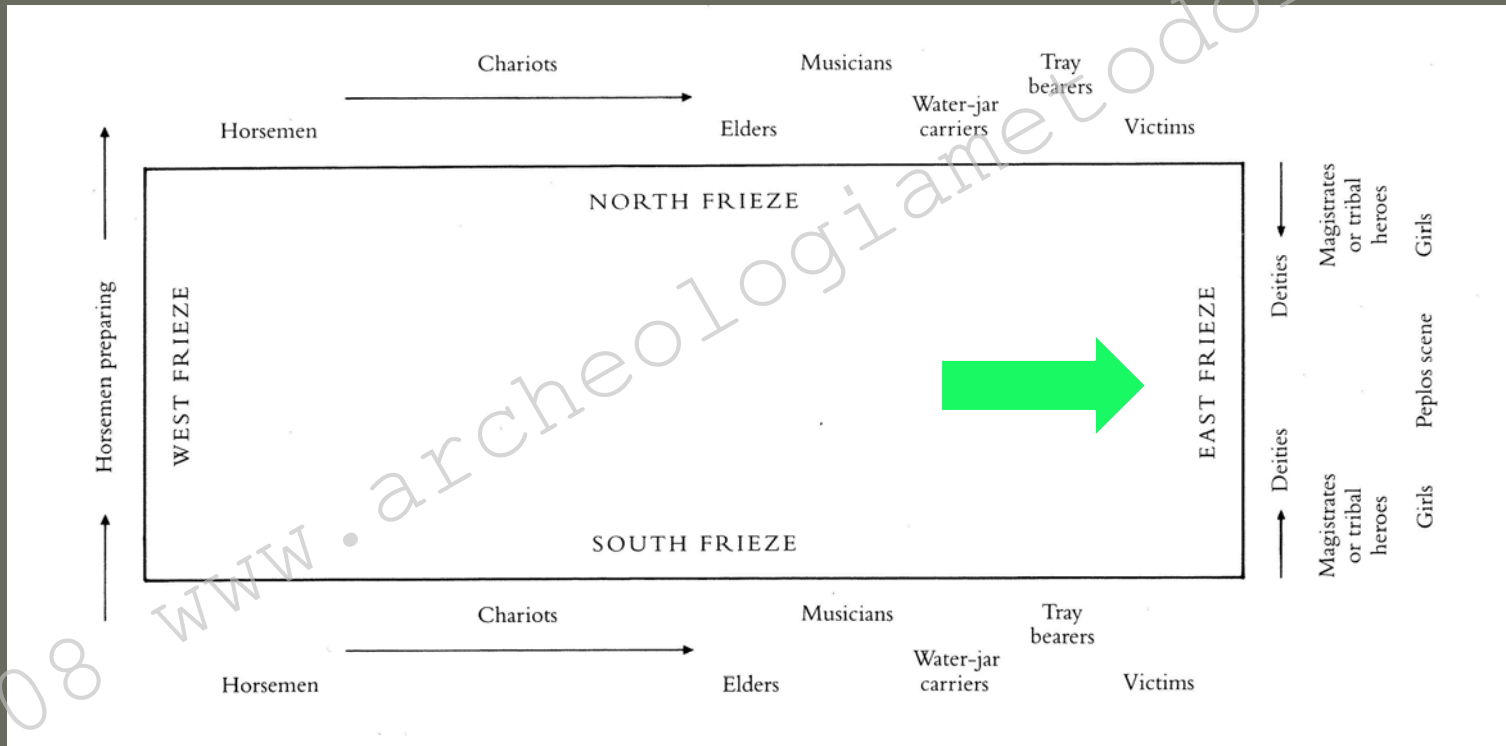 Chariots
Musicians
Tray
bearers
Horsemen
Elders
Water-jar
carriers
Victims
NORTH FRIEZE
Horsemen preparing
WEST FRIEZE
EAST FRIEZE
Deities
Deities
Magistrates
or tribal
heroes
Girls
Peplos scene
Magistrates
or tribal
heroes
Girls
SOUTH FRIEZE
Chariots
Musicians
Tray
bearers
Horsemen
Elders
Water-jar
carriers
Victims
08 www.archeologiametodo